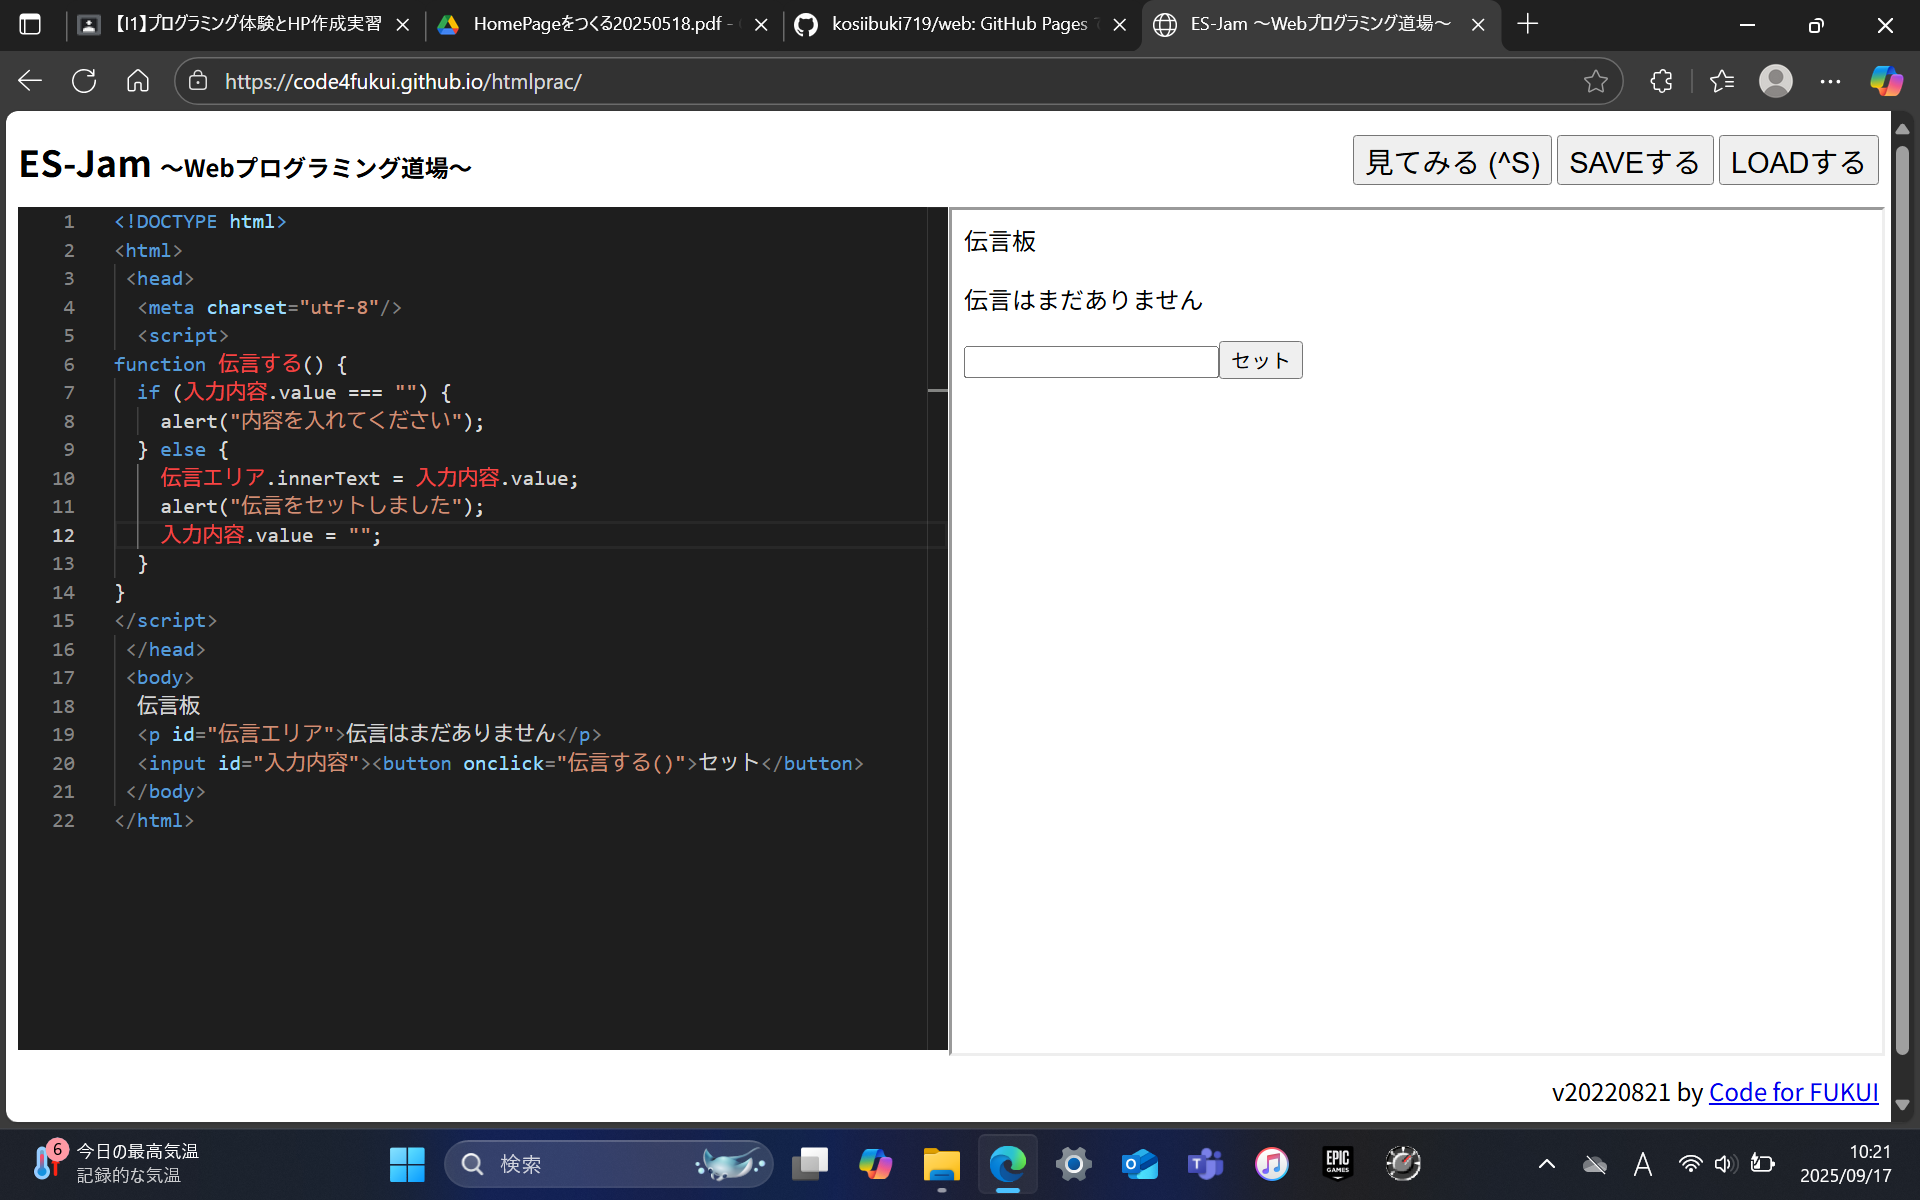 【I1】プログラミング体験とHP作成実習
HomePageをつくる20250518.pdf -
kosiibuki719/web: GitHub Pages
ES-Jam ～Webプログラミング道場～
https://code4fukui.github.io/htmlprac/
ES-Jam ～Webプログラミング道場～
見てみる (^S)
SAVEする
LOADする
1 <!DOCTYPE html>
2 <html>
3 <head>
4 <meta charset="utf-8"/>
5 <script>
6 function 伝言する() {
7 if (入力内容.value === "") {
8 alert("内容を入れてください");
9 } else {
10 伝言エリア.innerText = 入力内容.value;
11 alert("伝言をセットしました");
12 入力内容.value = "";
13 }
14 }
15 </script>
16 </head>
17 <body>
18 伝言板
19 <p id="伝言エリア">伝言はまだありません</p>
20 <input id="入力内容"><button onclick="伝言する()">セット</button>
21 </body>
22 </html>
伝言板
伝言はまだありません
セット
v20220821 by Code for FUKUI
6
今日の最高気温
記録的な気温
検索
EPIC
GAMES
A
10:21
2025/09/17